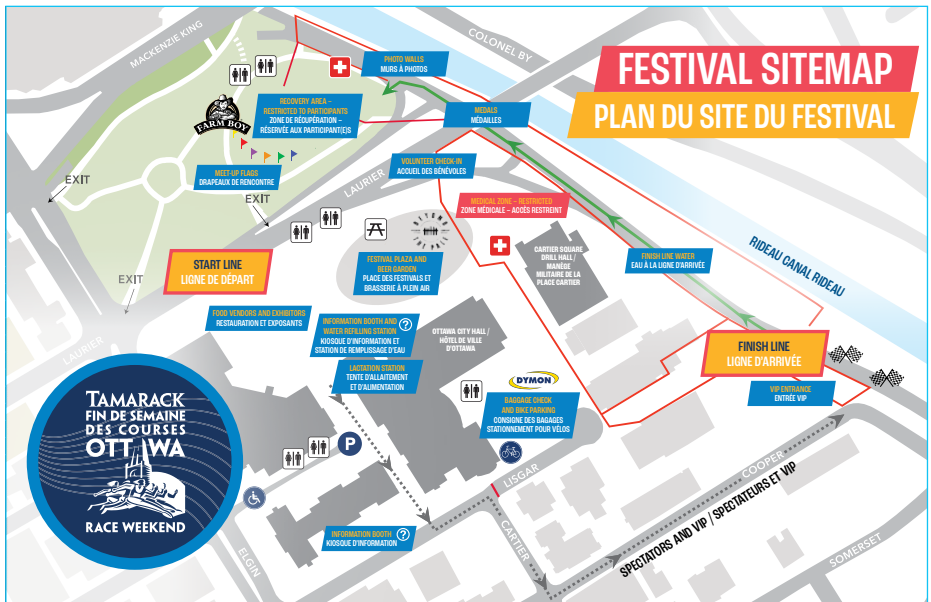 MACKENZIE KING
COLONEL BY
FESTIVAL SITEMAP
PLAN DU SITE DU FESTIVAL
PHOTO WALLS
MURS À PHOTOS
RECOVERY AREA –
RESTRICTED TO PARTICIPANTS
ZONE DE RÉCUPÉRATION –
RÉSERVÉE AUX PARTICIPANT(E)S
FARM BOY
MEDALS
MÉDAILLES
MEET-UP FLAGS
DRAPEAUX DE RENCONTRE
VOLUNTEER CHECK-IN
ACCUEIL DES BÉNÉVOLES
LAURIER
EXIT
EXIT
EXIT
MEDICAL ZONE – RESTRICTED
ZONE MÉDICALE – ACCÈS RESTREINT
START LINE
LIGNE DE DÉPART
BEYOND
FESTIVAL PLAZA AND
BEER GARDEN
PLACE DES FESTIVALS ET
BRASSERIE À PLEIN AIR
CARTIER SQUARE
DRILL HALL /
MANÈGE
MILITAIRE DE LA
PLACE CARTIER
FINISH LINE WATER
EAU À LA LIGNE D'ARRIVÉE
RIDEAU CANAL RIDEAU
FOOD VENDORS AND EXHIBITORS
RESTAURATION ET EXPOSANTS
INFORMATION BOOTH AND
WATER REFILLING STATION ?
KIOSQUE D'INFORMATION ET
STATION DE REMPLISSAGE D'EAU
OTTAWA CITY HALL /
HÔTEL DE VILLE
D'OTTAWA
LAURIER
LACTATION STATION
TENTE D'ALLAITEMENT
ET D'ALIMENTATION
FINISH LINE
LIGNE D'ARRIVÉE
VIP ENTRANCE
ENTRÉE VIP
DYMON
BAGGAGE CHECK
AND BIKE PARKING
CONSIGNE DES BAGAGES
STATIONNEMENT POUR VÉLOS
TAMARACK
FIN DE SEMAINE
DES COURSES
OTTAWA
RACE WEEKEND
P
LISGAR
COOPER
SPECTATORS AND VIP / SPECTATEURS ET VIP
CARTIER
INFORMATION BOOTH ?
KIOSQUE D'INFORMATION
ELGIN
SOMERSET